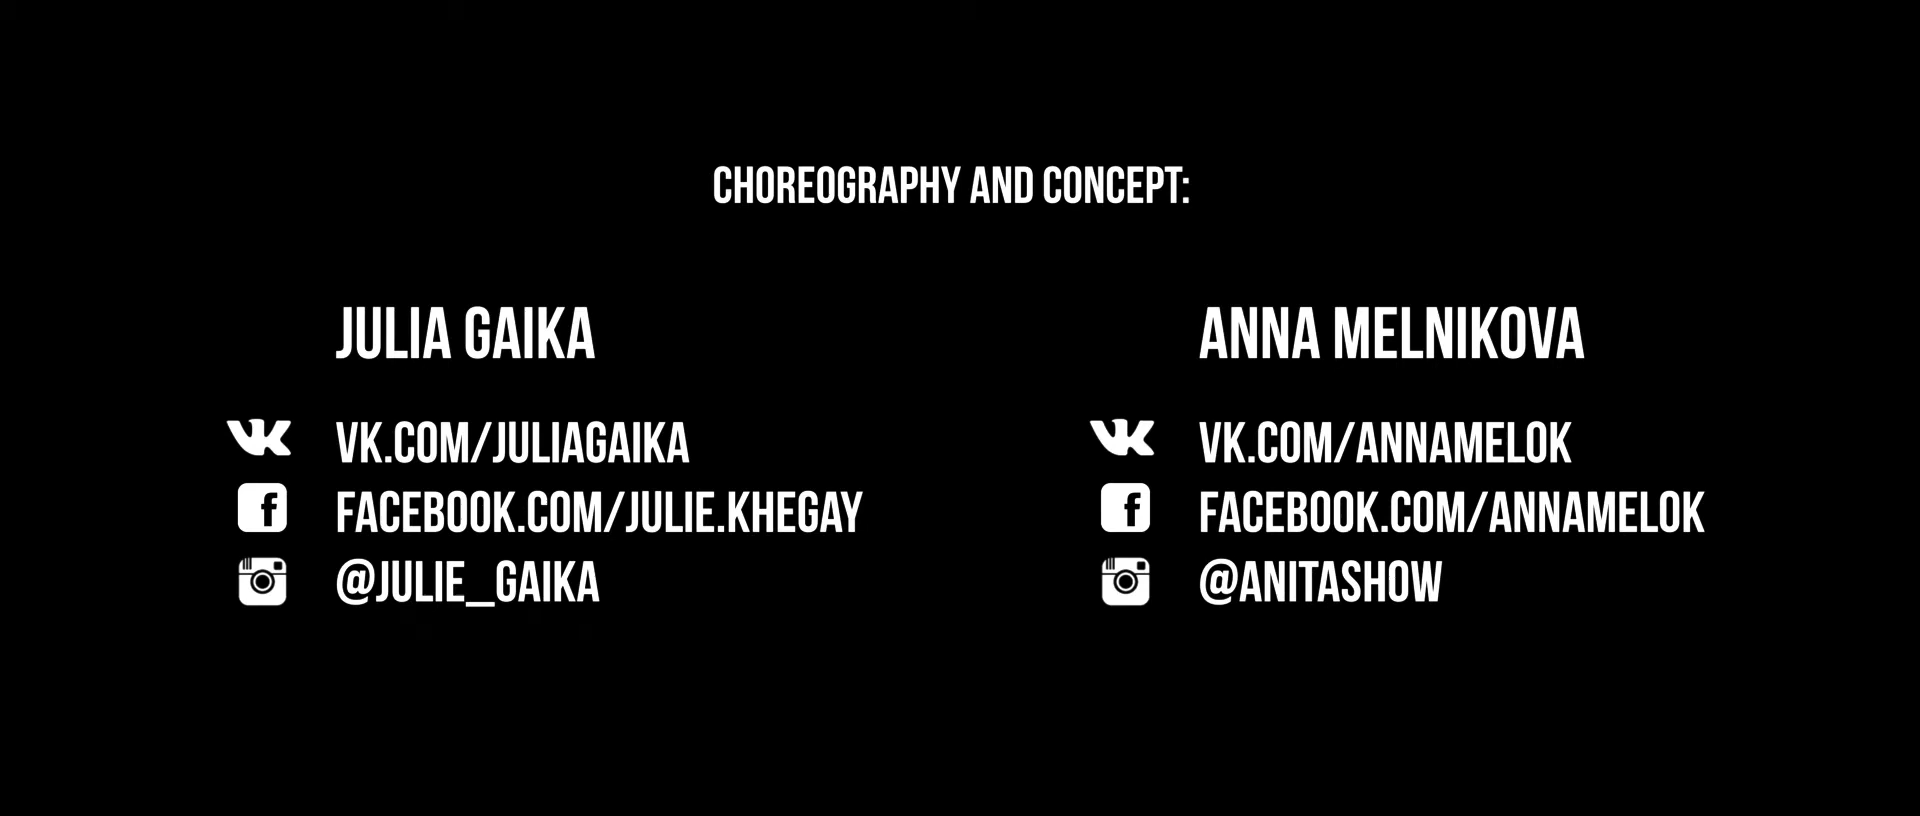 CHOREOGRAPHY AND CONCEPT:
JULIA GAIKA
VK.COM/JULIAGAIKA
FACEBOOK.COM/JULIE.KHEGAY
@JULIE_GAIKA
ANNA MELNIKOVA
VK.COM/ANNAMELOK
FACEBOOK.COM/ANNAMELOK
@ANITASHOW